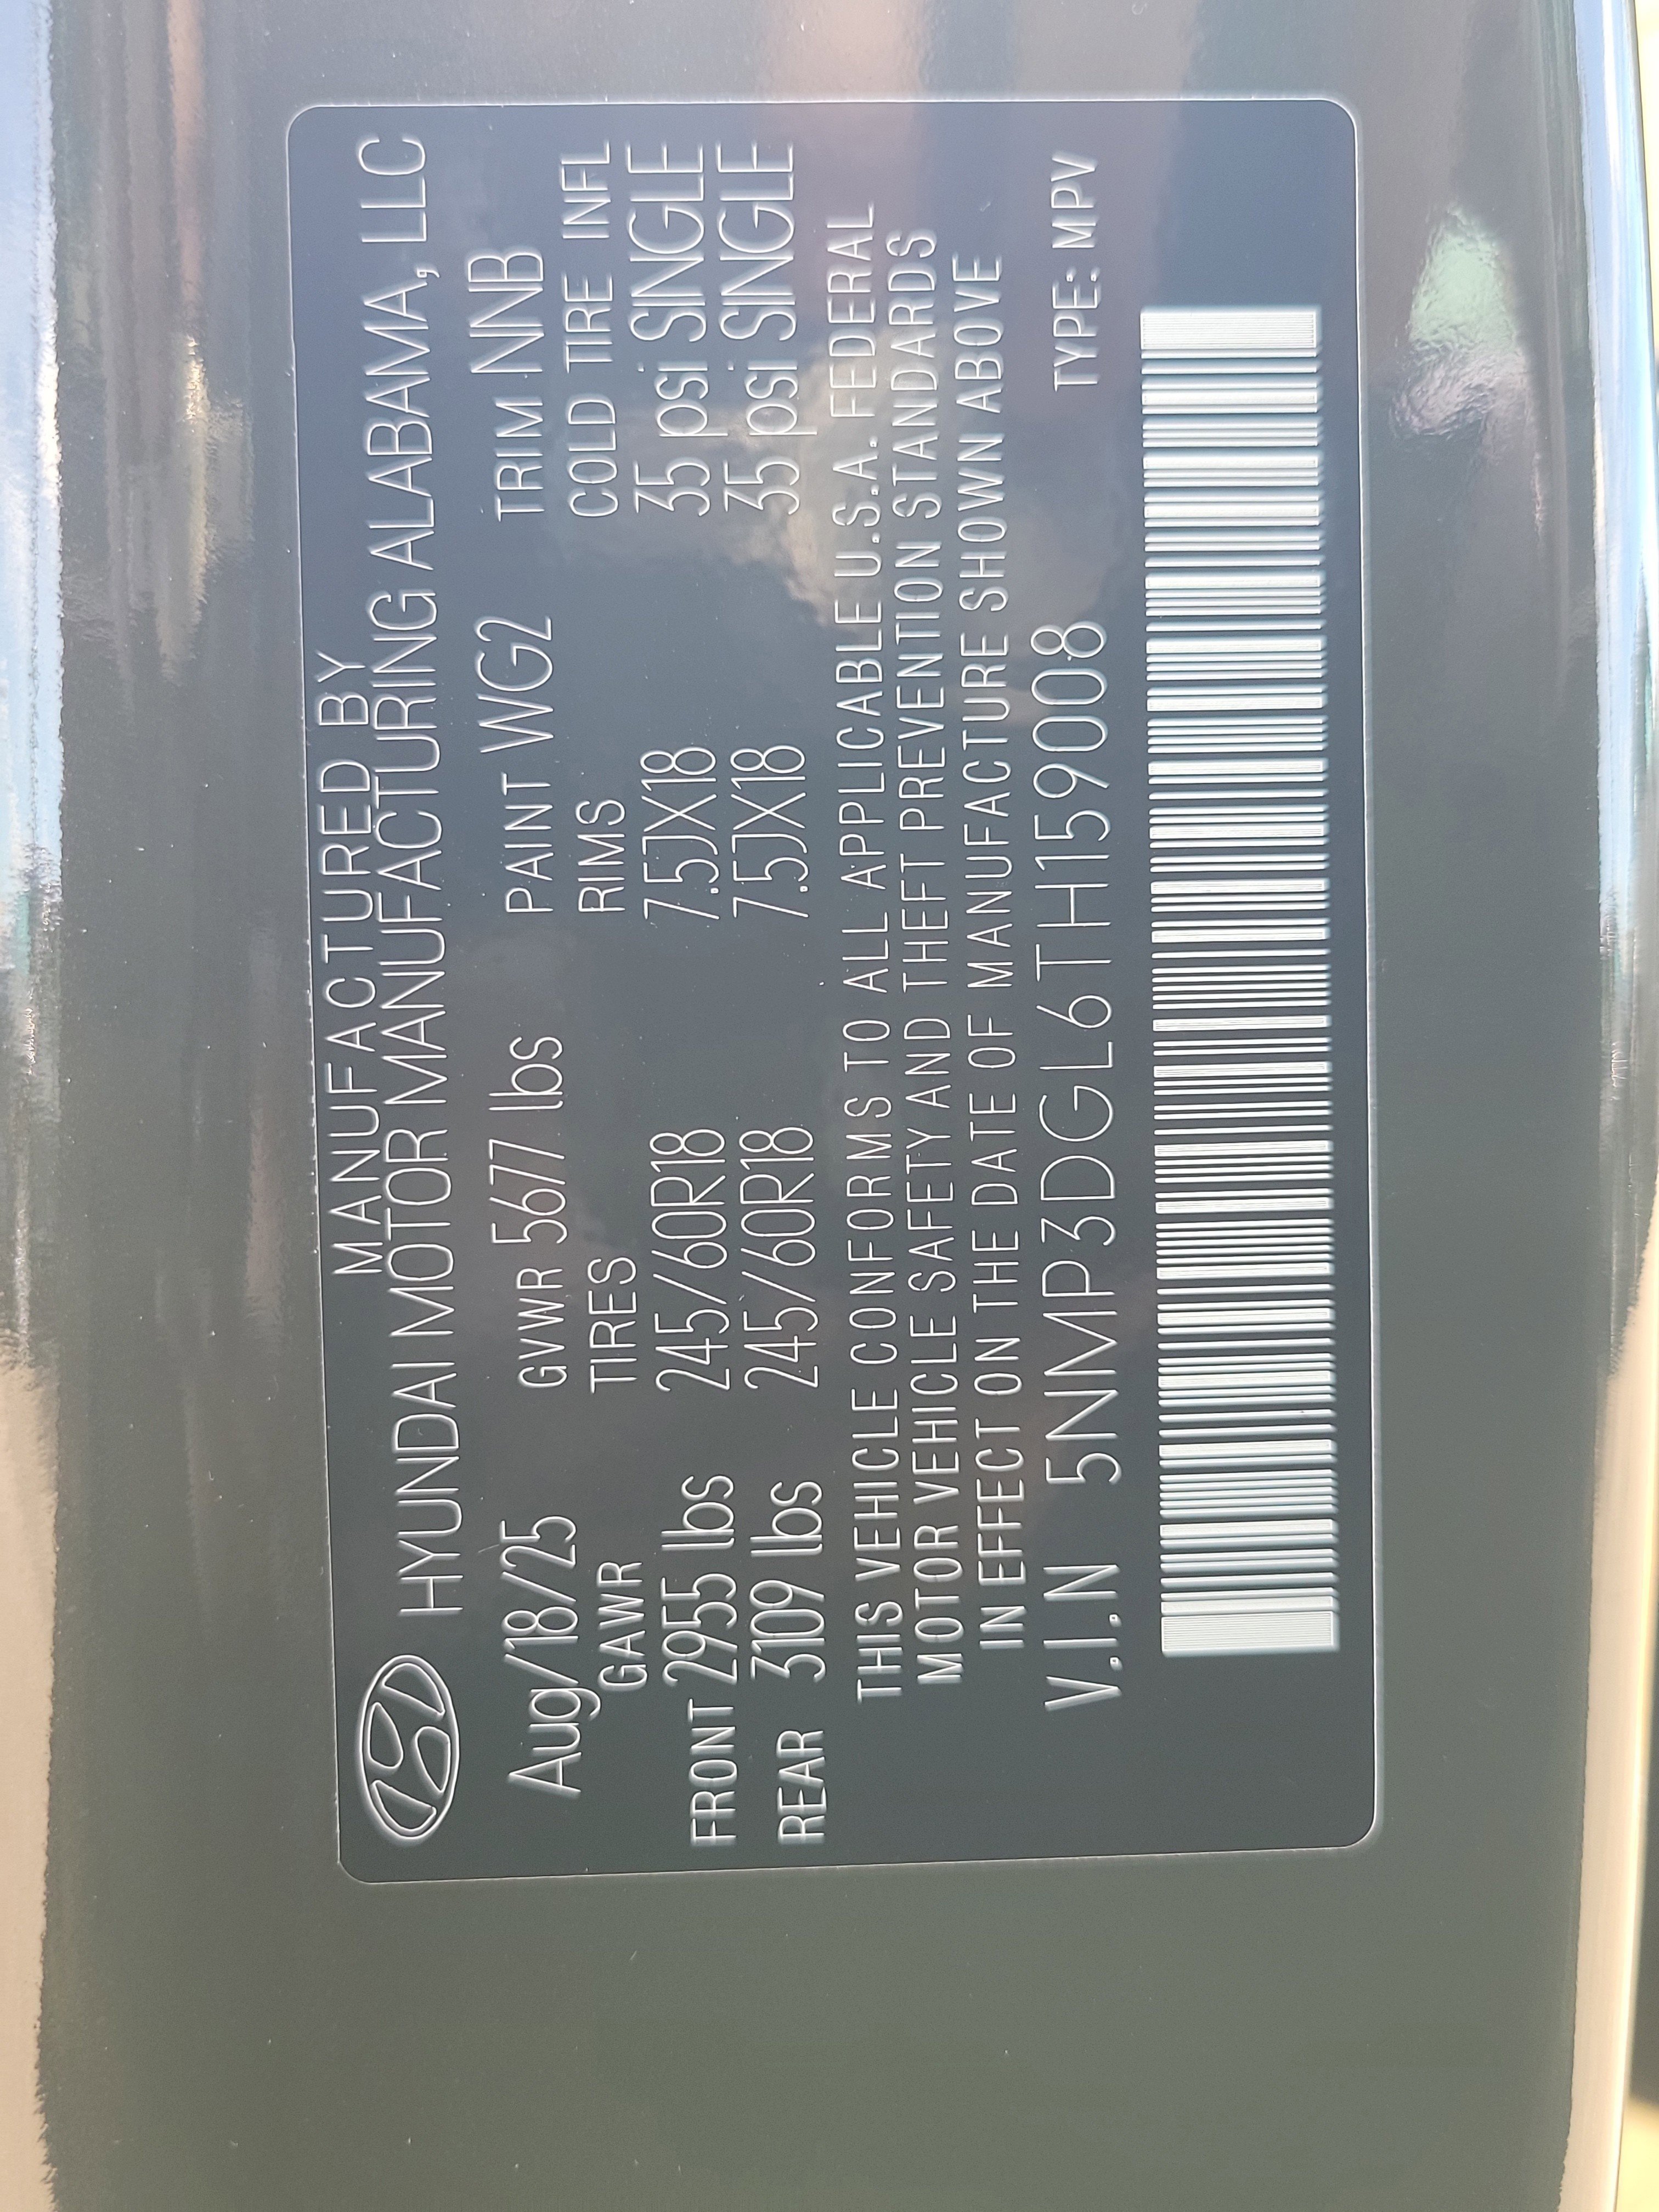 MANUFACTURED BY
HYUNDAI MOTOR MANUFACTURING ALABAMA, LLC
Aug/18/25 GVWR 5677 lbs PAINT WG2 TRIM NNB
GAWR TIRES RIMS COLD TIRE INFL
FRONT 2955 lbs 245/60R18 7.5JX18 35 psi SINGLE
REAR 3109 lbs 245/60R18 7.5JX18 35 psi SINGLE
THIS VEHICLE CONFORMS TO ALL APPLICABLE U.S.A. FEDERAL
MOTOR VEHICLE SAFETY AND THEFT PREVENTION STANDARDS
IN EFFECT ON THE DATE OF MANUFACTURE SHOWN ABOVE
V.I.N 5NMP3DGL6TH159008 TYPE: MPV